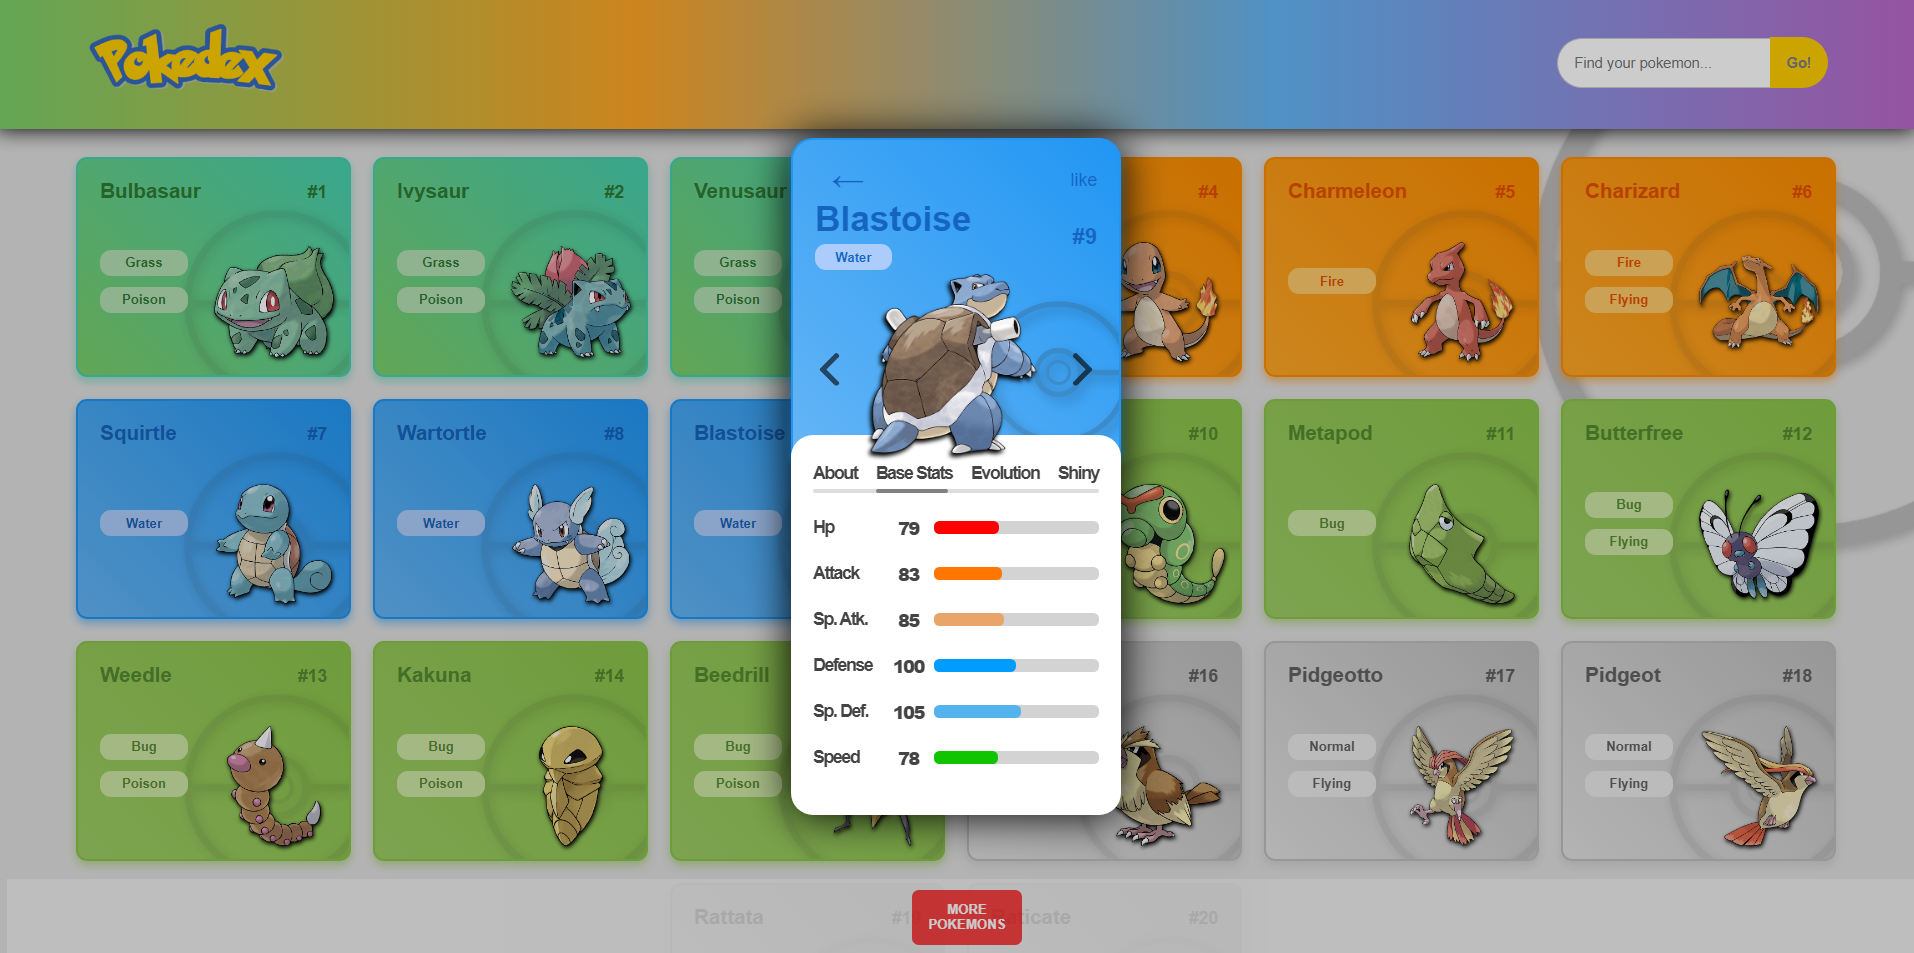 Pokedex
Find your pokemon...
Go!
Bulbasaur
#1
Grass
Poison
Ivysaur
#2
Grass
Poison
Venusaur
Grass
Poison
#4
Charmeleon
#5
Fire
Charizard
#6
Fire
Flying
like
Blastoise
#9
Water
About
Base Stats
Evolution
Shiny
Hp
79
Attack
83
Sp. Atk.
85
Defense
100
Sp. Def.
105
Speed
78
Squirtle
#7
Water
Wartortle
#8
Water
Blastoise
Water
#10
Metapod
#11
Bug
Butterfree
#12
Bug
Flying
Weedle
#13
Bug
Poison
Kakuna
#14
Bug
Poison
Beedrill
Bug
Poison
#16
Pidgeotto
#17
Normal
Flying
Pidgeot
#18
Normal
Flying
Rattata
#20
MORE
POKEMONS